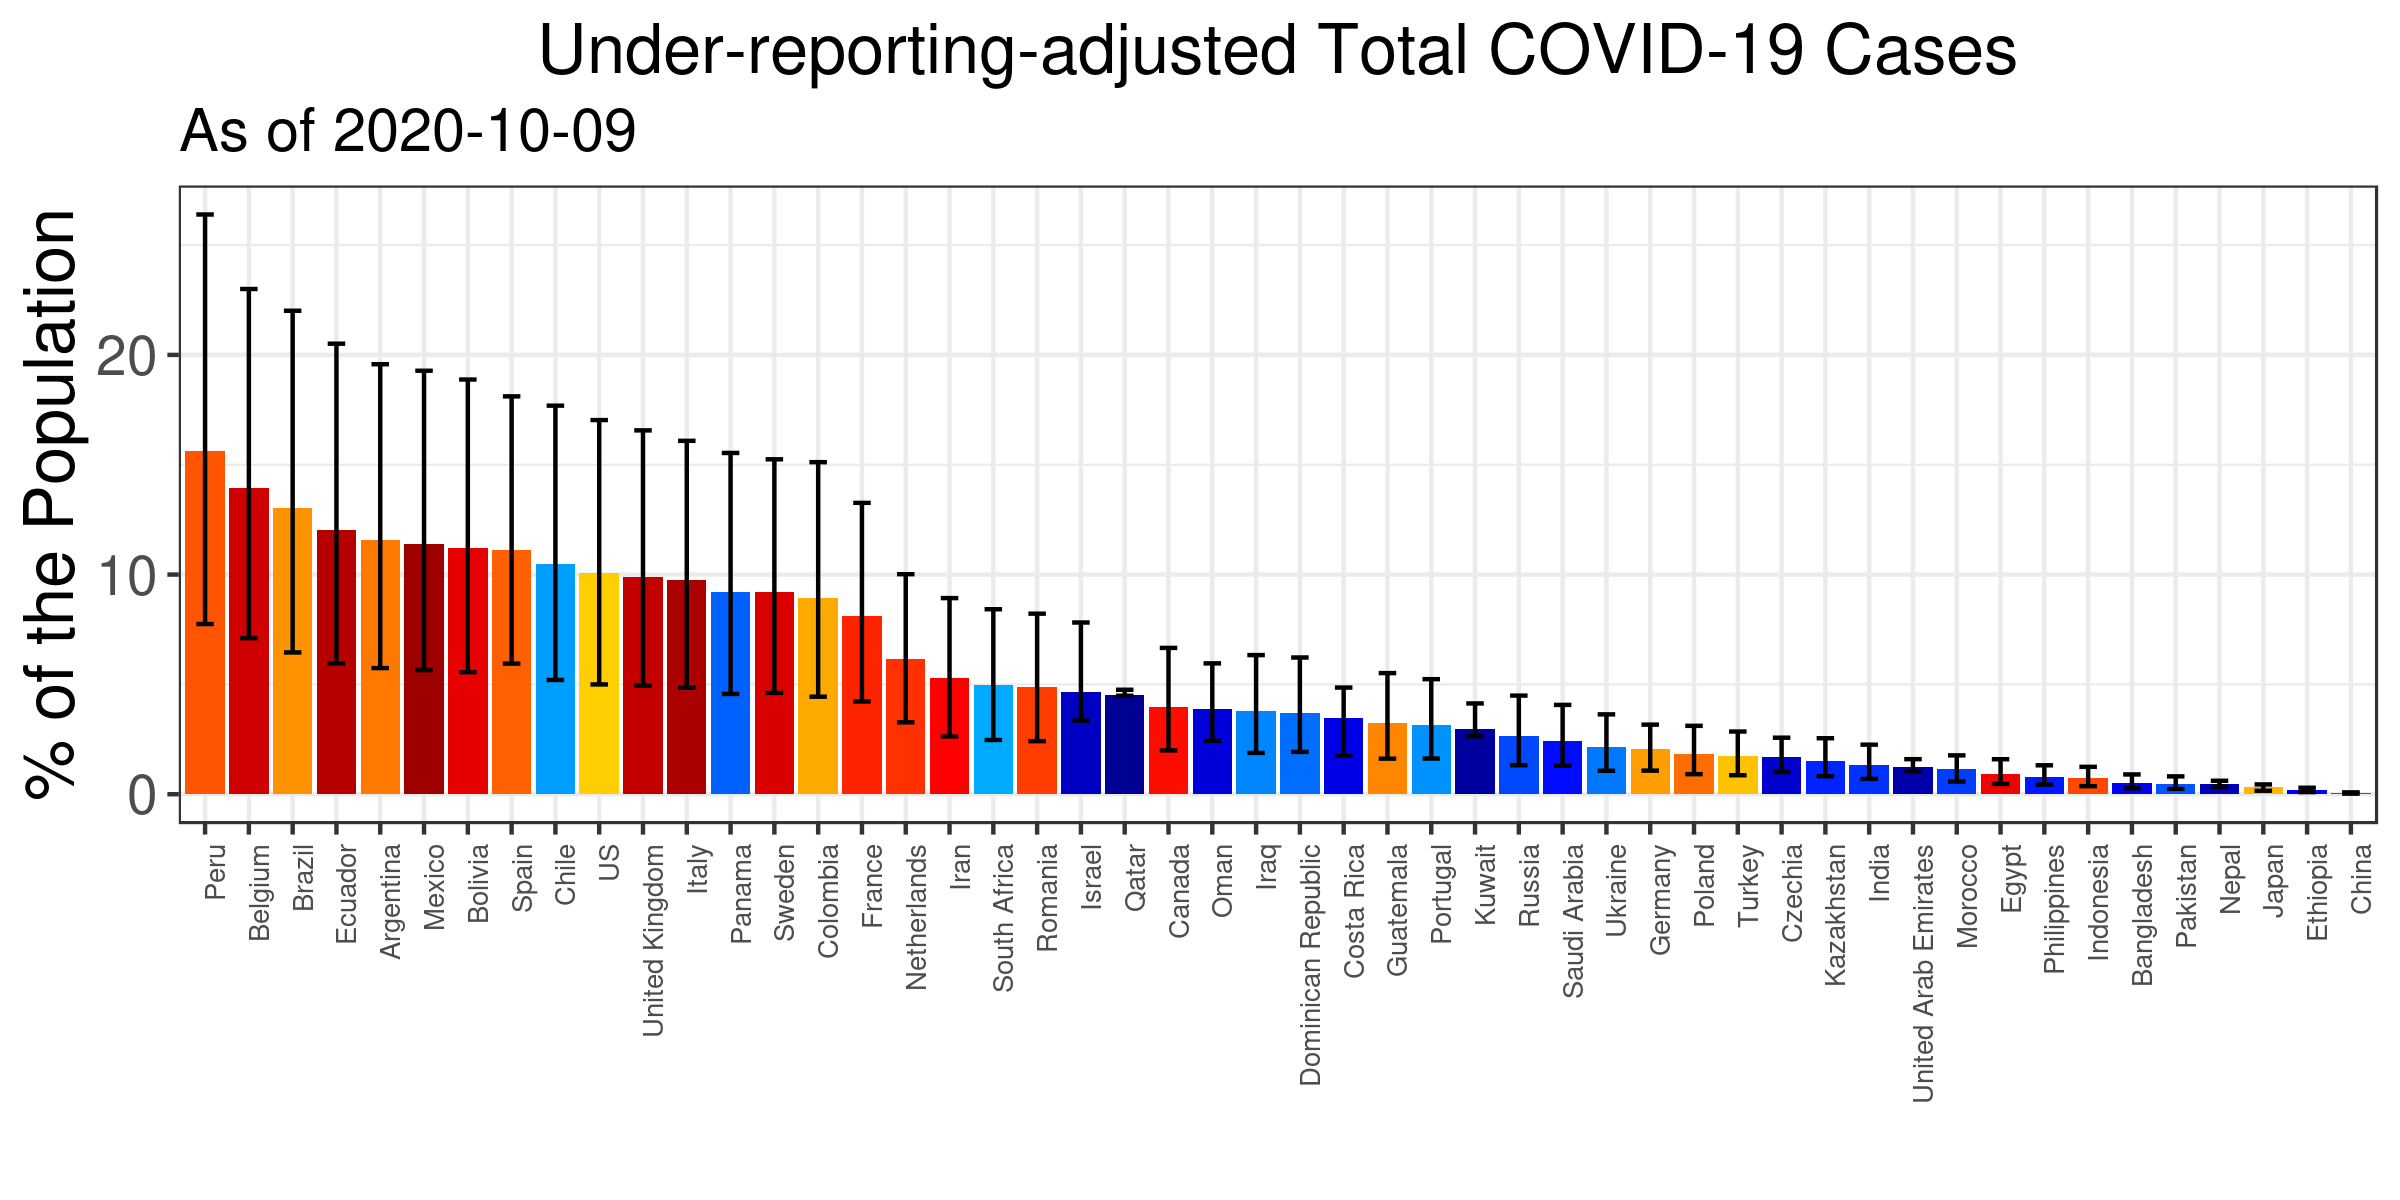 Under-reporting-adjusted Total COVID-19 Cases
As of 2020-10-09
% of the Population
20
10
0
Peru
Belgium
Brazil
Ecuador
Argentina
Mexico
Bolivia
Spain
Chile
US
United Kingdom
Italy
Panama
Sweden
Colombia
France
Netherlands
Iran
South Africa
Romania
Israel
Qatar
Canada
Oman
Iraq
Dominican Republic
Costa Rica
Guatemala
Portugal
Kuwait
Russia
Saudi Arabia
Ukraine
Germany
Poland
Turkey
Czechia
Kazakhstan
India
United Arab Emirates
Morocco
Egypt
Philippines
Indonesia
Bangladesh
Pakistan
Nepal
Japan
Ethiopia
China